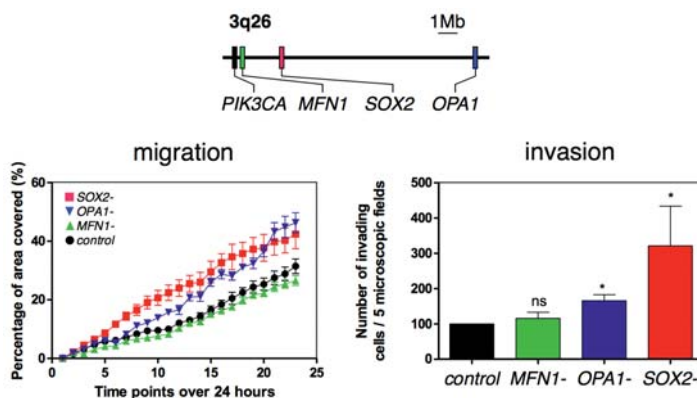 3q26
1Mb
PIK3CA MFN1 SOX2 OPA1
migration
Percentage of area covered (%)
60
40
20
0
SOX2-
OPA1-
MFN1-
control
0 5 10 15 20 25
Time points over 24 hours
invasion
Number of invading
cells / 5 microscopic fields
500
400
300
200
100
0
ns
*
*
control MFN1- OPA1- SOX2-